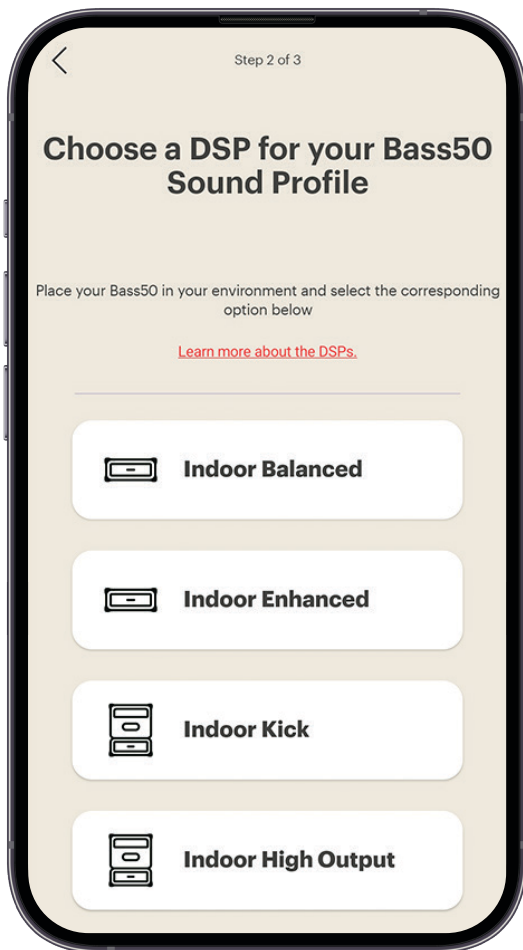 Step 2 of 3
Choose a DSP for your Bass50
Sound Profile
Place your Bass50 in your environment and select the corresponding
option below
Learn more about the DSPs.
Indoor Balanced
Indoor Enhanced
Indoor Kick
Indoor High Output